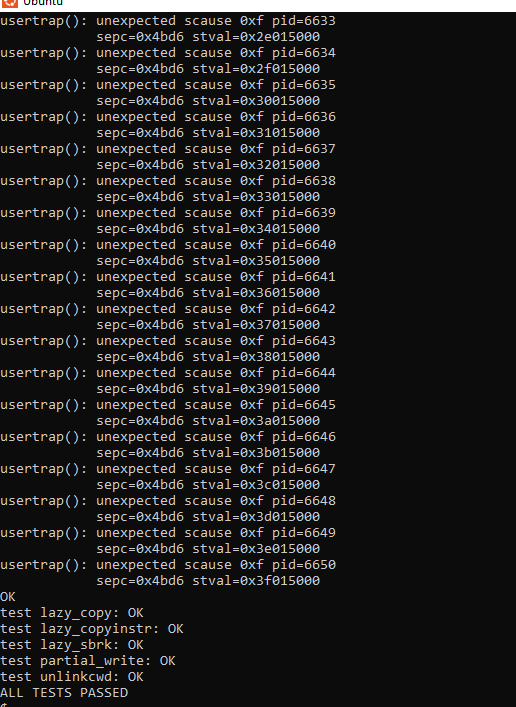 Ubuntu
usertrap(): unexpected scause 0xf pid=6633
sepc=0x4bd6 stval=0x2e015000
usertrap(): unexpected scause 0xf pid=6634
sepc=0x4bd6 stval=0x2f015000
usertrap(): unexpected scause 0xf pid=6635
sepc=0x4bd6 stval=0x30015000
usertrap(): unexpected scause 0xf pid=6636
sepc=0x4bd6 stval=0x31015000
usertrap(): unexpected scause 0xf pid=6637
sepc=0x4bd6 stval=0x32015000
usertrap(): unexpected scause 0xf pid=6638
sepc=0x4bd6 stval=0x33015000
usertrap(): unexpected scause 0xf pid=6639
sepc=0x4bd6 stval=0x34015000
usertrap(): unexpected scause 0xf pid=6640
sepc=0x4bd6 stval=0x35015000
usertrap(): unexpected scause 0xf pid=6641
sepc=0x4bd6 stval=0x36015000
usertrap(): unexpected scause 0xf pid=6642
sepc=0x4bd6 stval=0x37015000
usertrap(): unexpected scause 0xf pid=6643
sepc=0x4bd6 stval=0x38015000
usertrap(): unexpected scause 0xf pid=6644
sepc=0x4bd6 stval=0x39015000
usertrap(): unexpected scause 0xf pid=6645
sepc=0x4bd6 stval=0x3a015000
usertrap(): unexpected scause 0xf pid=6646
sepc=0x4bd6 stval=0x3b015000
usertrap(): unexpected scause 0xf pid=6647
sepc=0x4bd6 stval=0x3c015000
usertrap(): unexpected scause 0xf pid=6648
sepc=0x4bd6 stval=0x3d015000
usertrap(): unexpected scause 0xf pid=6649
sepc=0x4bd6 stval=0x3e015000
usertrap(): unexpected scause 0xf pid=6650
sepc=0x4bd6 stval=0x3f015000
OK
test lazy_copy: OK
test lazy_copyinstr: OK
test lazy_sbrk: OK
test partial_write: OK
test unlinkcwd: OK
ALL TESTS PASSED
$